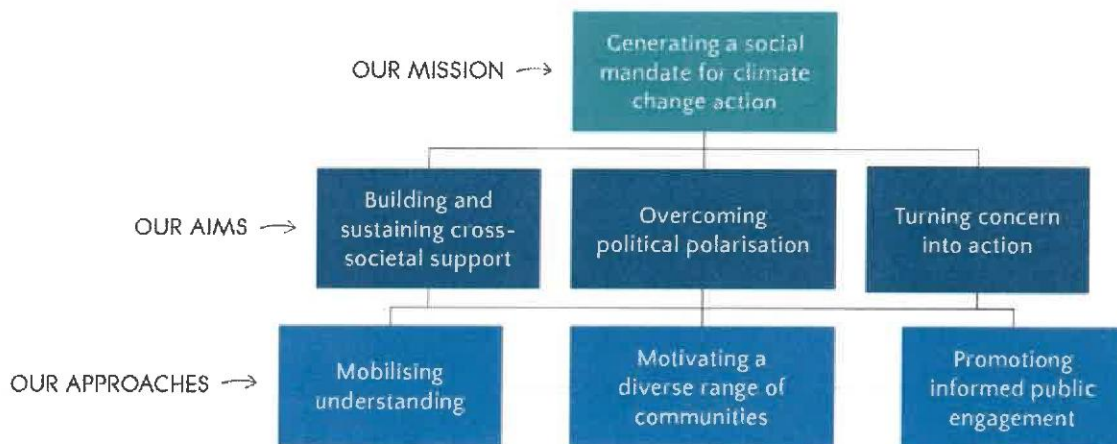 OUR MISSION
Generating a social
mandate for climate
change action
OUR AIMS
Building and
sustaining cross-
societal support
Overcoming
political polarisation
Turning concern
into action
OUR APPROACHES
Mobilising
understanding
Motivating a
diverse range of
communities
Promotiong
informed public
engagement